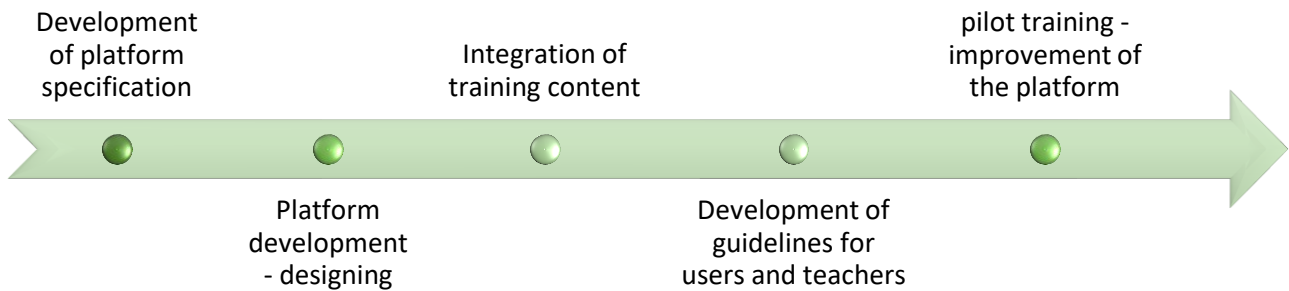 Development
of platform
specification
Platform
development
- designing
Integration of
training content
Development of
guidelines for
users and teachers
pilot training -
improvement of
the platform